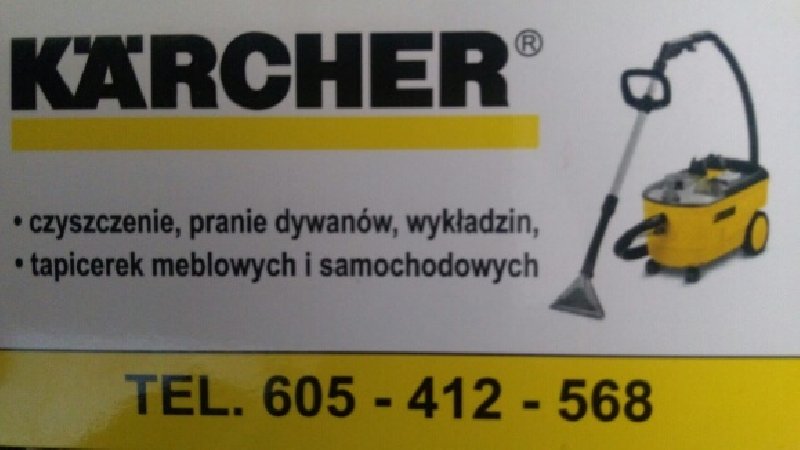 KÄRCHER®
• czyszczenie, pranie dywanów, wykładzin,
• tapicerek meblowych i samochodowych
TEL. 605 - 412 - 568